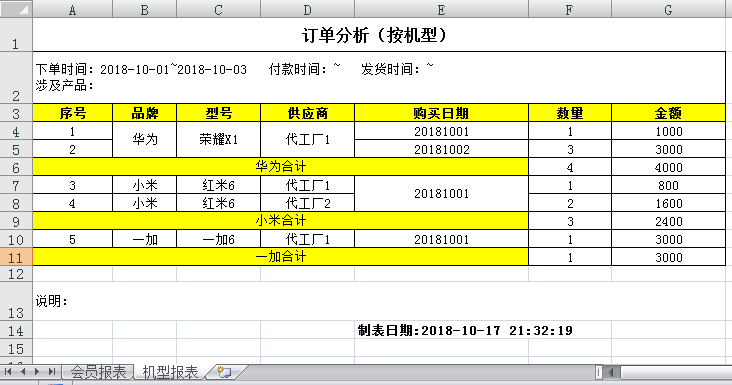 A B C D E F G
1 订单分析（按机型）
下单时间：2018-10-01~2018-10-03 付款时间：~ 发货时间：~
2 涉及产品：
3 序号 品牌 型号 供应商 购买日期 数量 金额
4 1 华为 荣耀X1 代工厂1 20181001 1 1000
5 2 20181002 3 3000
6 华为合计 4 4000
7 3 小米 红米6 代工厂1 20181001 1 800
8 4 小米 红米6 代工厂2 2 1600
9 小米合计 3 2400
10 5 一加 一加6 代工厂1 20181001 1 3000
11 一加合计 1 3000
12
13 说明：
14 制表日期:2018-10-17 21:32:19
15
会员报表 机型报表